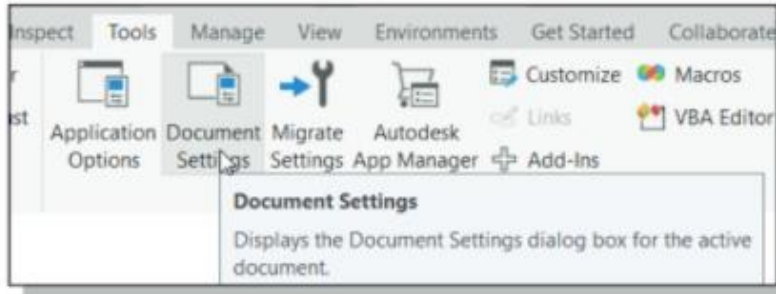 Inspect Tools Manage View Environments Get Started Collaborate
Customize Macros
Links VBA Editor
Application Document Migrate Autodesk
Options Settings Settings App Manager Add-Ins
Document Settings
Displays the Document Settings dialog box for the active
document.